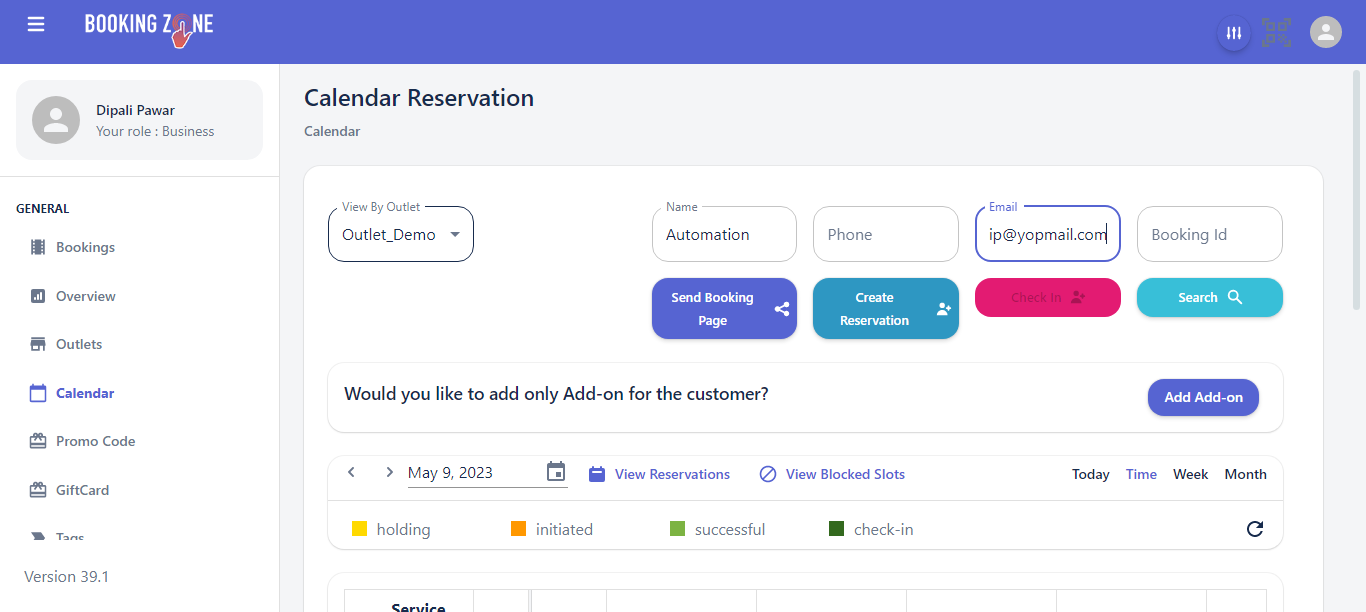 BOOKING ZONE
Dipali Pawar
Your role : Business
GENERAL
Bookings
Overview
Outlets
Calendar
Promo Code
GiftCard
Tags
Version 39.1
Calendar Reservation
Calendar
View By Outlet
Outlet_Demo
Name
Automation
Phone
Email
ip@yopmail.com
Booking Id
Send Booking
Page
Create
Reservation
Check In
Search
Would you like to add only Add-on for the customer?
Add Add-on
May 9, 2023
View Reservations
View Blocked Slots
Today
Time
Week
Month
holding
initiated
successful
check-in
Service